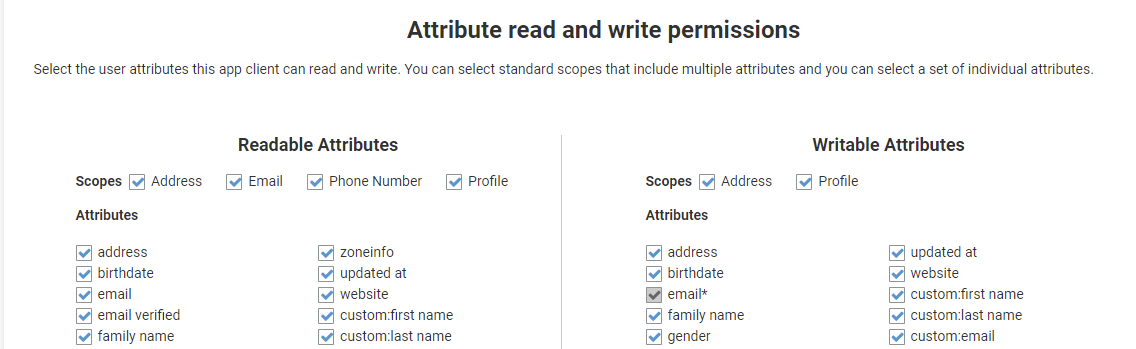 Attribute read and write permissions
Select the user attributes this app client can read and write. You can select standard scopes that include multiple attributes and you can select a set of individual attributes.
Readable Attributes
Scopes Address Email Phone Number Profile
Attributes
address zoneinfo
birthdate updated at
email website
email verified custom:first name
family name custom:last name
Writable Attributes
Scopes Address Profile
Attributes
address updated at
birthdate website
email* custom:first name
family name custom:last name
gender custom:email